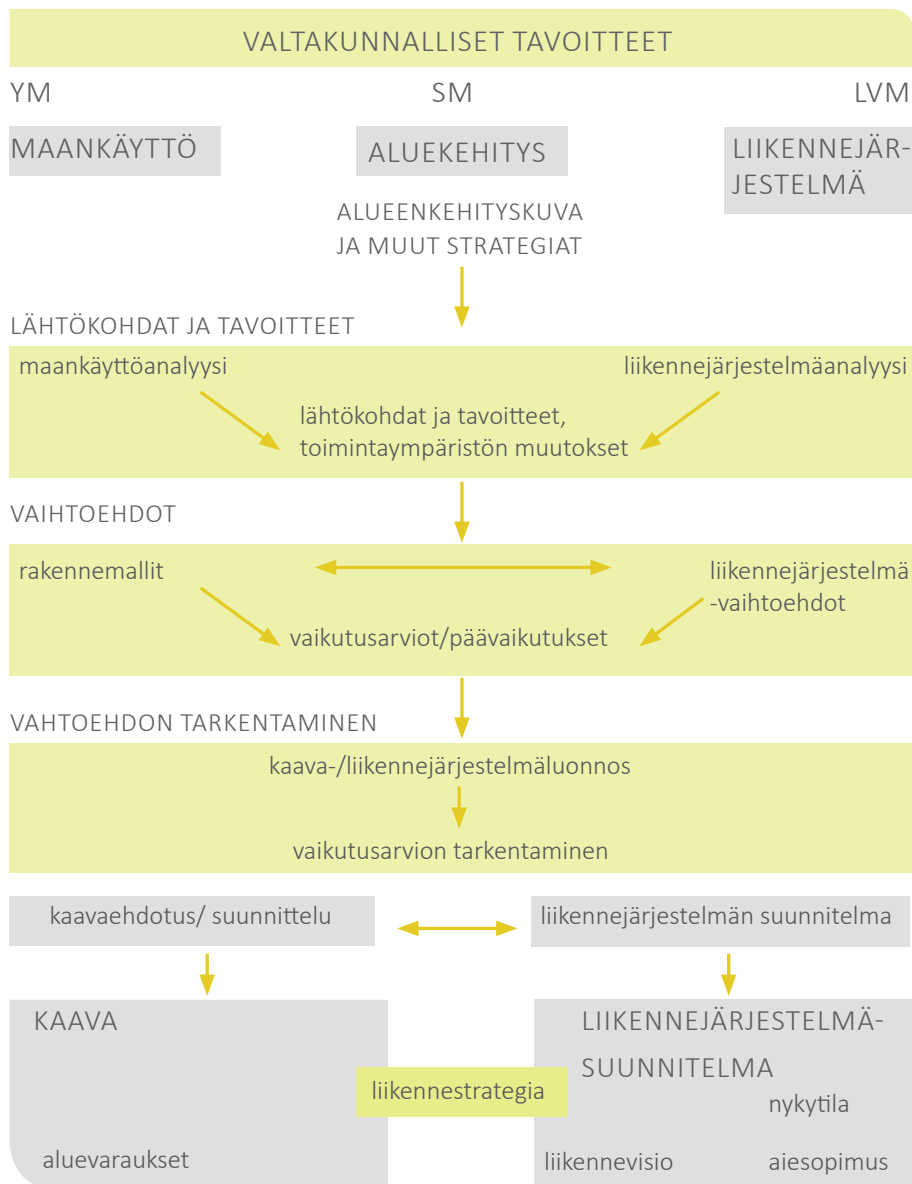 VALTAKUNNALLISET TAVOITTEET
YM
SM
LVM
MAANKÄYTTÖ
ALUEKEHITYS
LIIKENNEJÄR-
JESTELMÄ
ALUEENKEHITYSKUVA
JA MUUT STRATEGIAT
LÄHTÖKOHDAT JA TAVOITTEET
maankäyttöanalyysi
liikennejärjestelmäanalyysi
lähtökohdat ja tavoitteet,
toimintaympäristön muutokset
VAIHTOEHDOT
rakennemallit
liikennejärjestelmä
-vaihtoehdot
vaikutusarviot/päävaikutukset
VAHTOEHDON TARKENTAMINEN
kaava-/liikennejärjestelmäluonnos
vaikutusarvion tarkentaminen
kaavaehdotus/ suunnittelu
liikennejärjestelmän suunnitelma
KAAVA
LIIKENNEJÄRJESTELMÄ-
SUUNNITELMA
liikennestrategia
nykytila
aluevaraukset
liikennevisio
aiesopimus